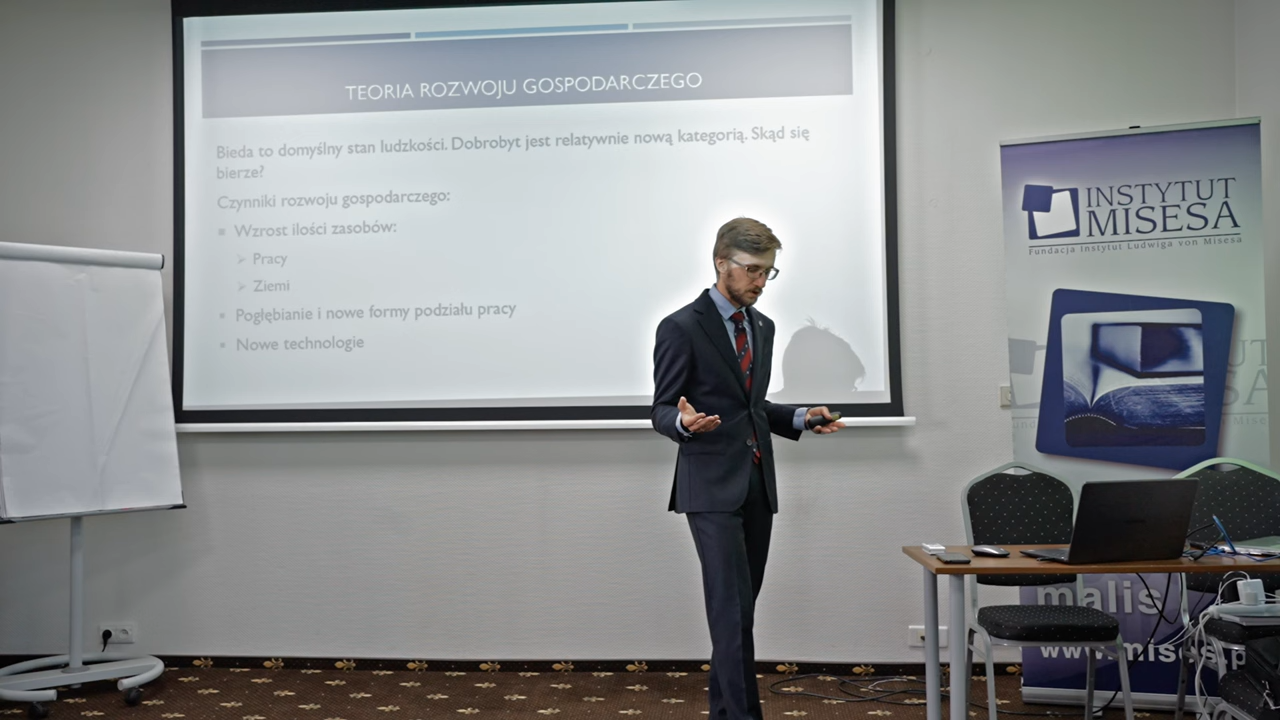 TEORIA ROZWOJU GOSPODARCZEGO
Bieda to domyślny stan ludzkości. Dobrobyt jest relatywnie nową kategorią. Skąd się
bierze?
Czynniki rozwoju gospodarczego:
Wzrost ilości zasobów:
Pracy
Ziemi
Pogłębianie i nowe formy podziału pracy
Nowe technologie
INSTYTUT
MISESA
Fundacja Instytut Ludwiga von Misesa
malis
www.mises.p